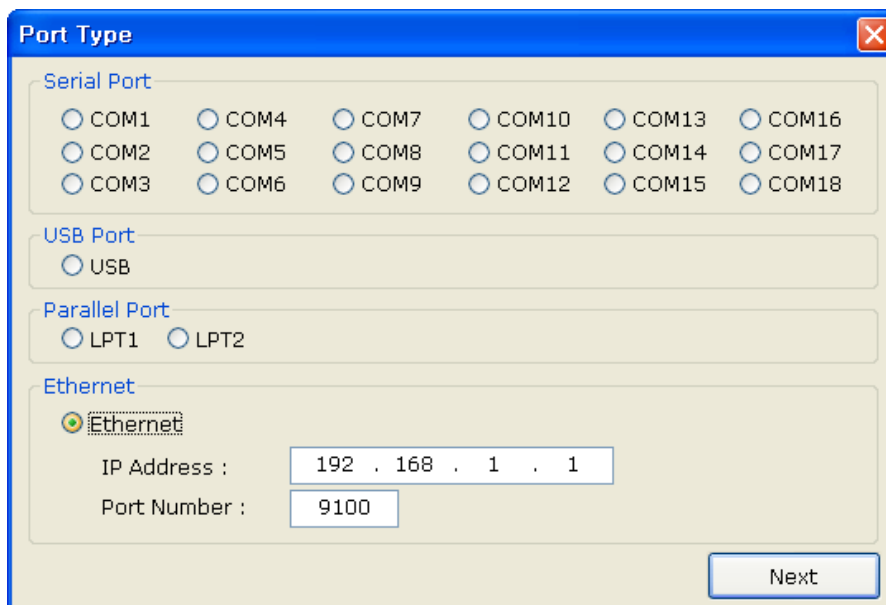 Port Type
Serial Port
COM1 COM4 COM7 COM10 COM13 COM16
COM2 COM5 COM8 COM11 COM14 COM17
COM3 COM6 COM9 COM12 COM15 COM18
USB Port
USB
Parallel Port
LPT1 LPT2
Ethernet
Ethernet
IP Address : 192 . 168 . 1 . 1
Port Number : 9100
Next